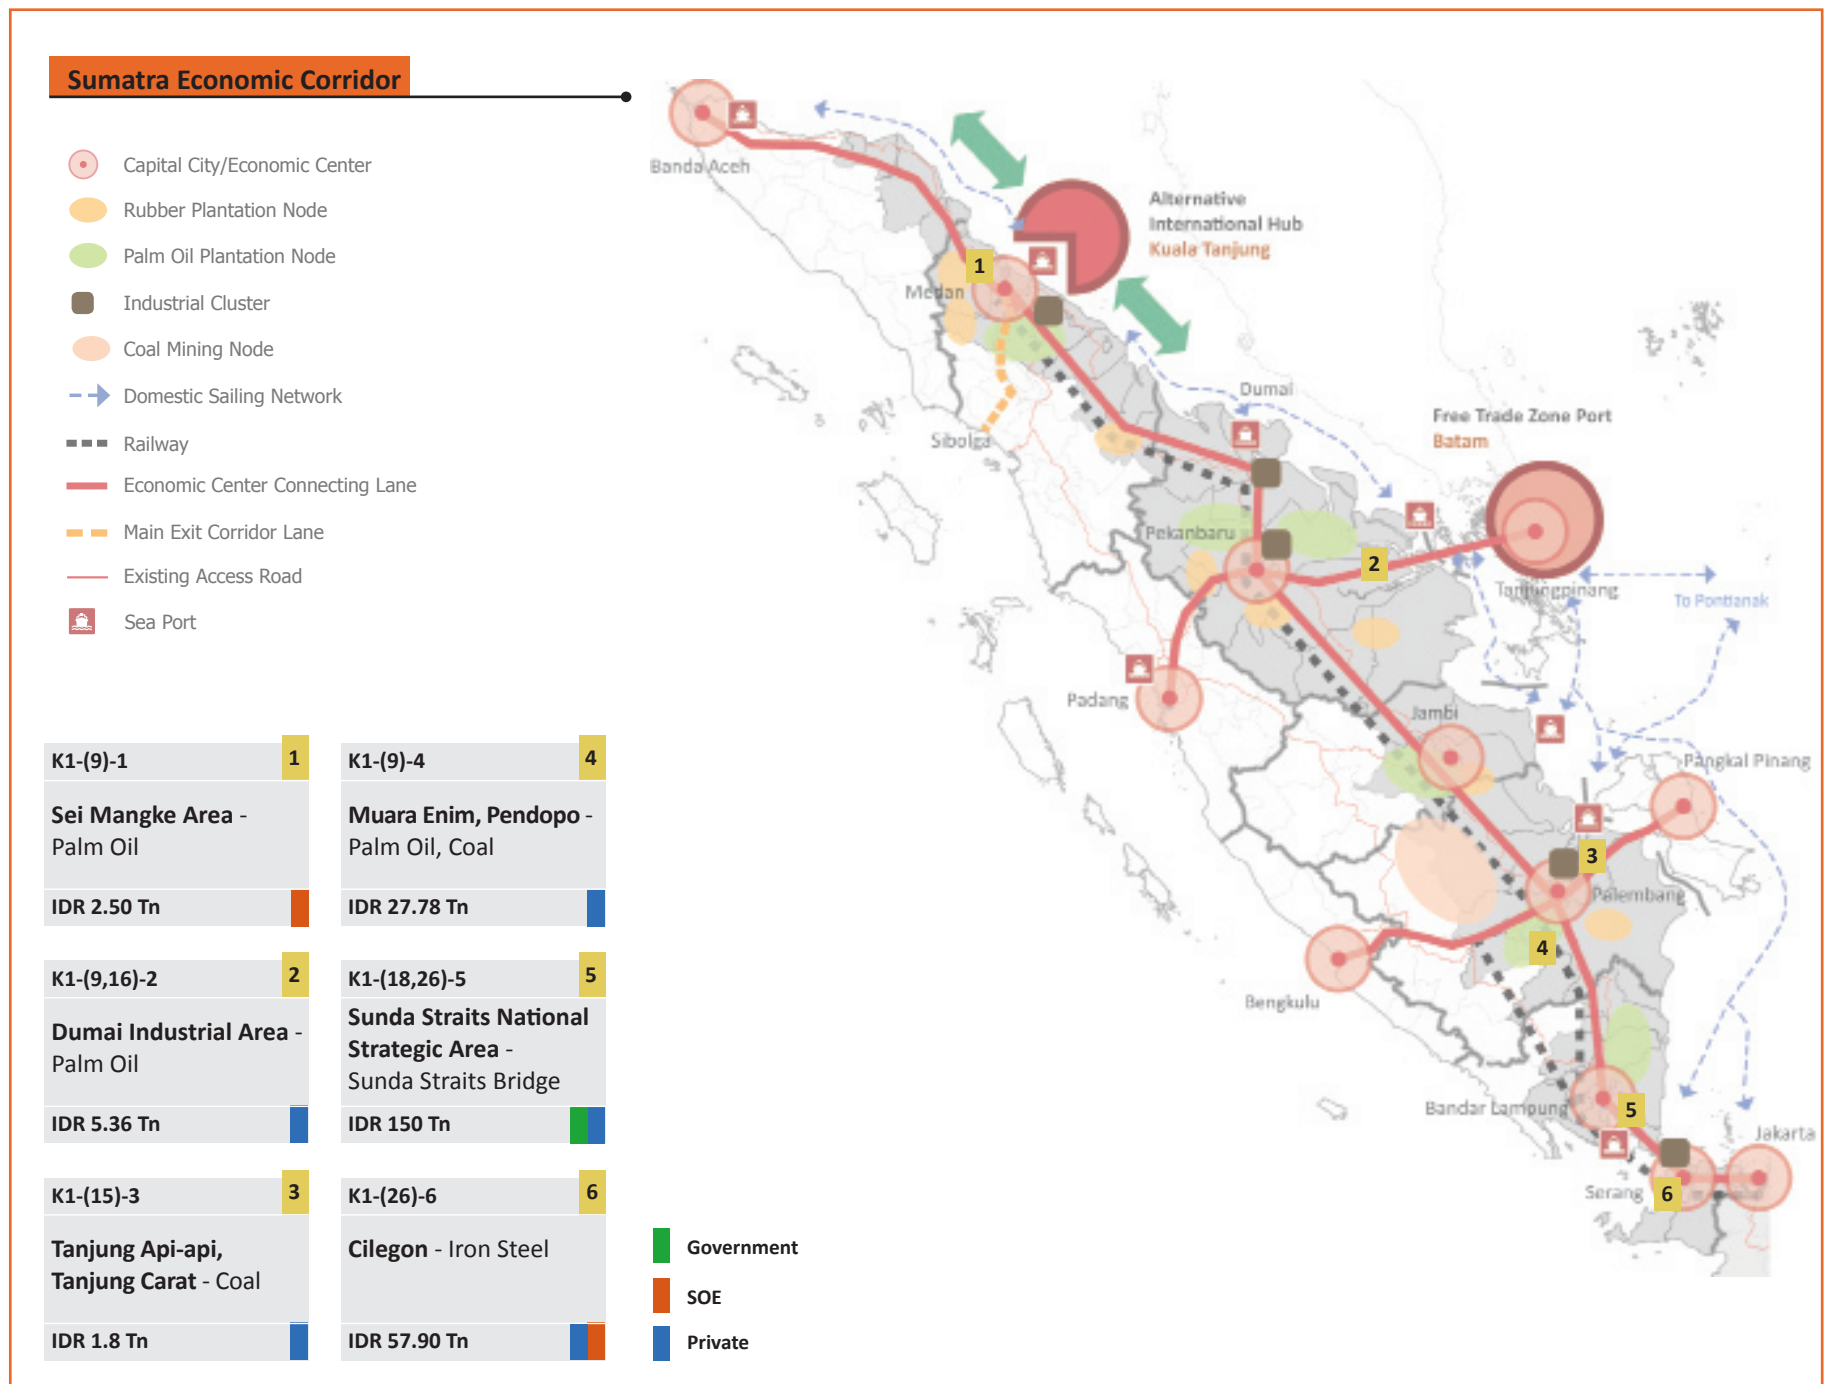 Sumatra Economic Corridor
Capital City/Economic Center
Rubber Plantation Node
Palm Oil Plantation Node
Industrial Cluster
Coal Mining Node
Domestic Sailing Network
Railway
Economic Center Connecting Lane
Main Exit Corridor Lane
Existing Access Road
Sea Port
K1-(9)-1
1
Sei Mangke Area -
Palm Oil
IDR 2.50 Tn
K1-(9)-4
4
Muara Enim, Pendopo -
Palm Oil, Coal
IDR 27.78 Tn
K1-(9,16)-2
2
Dumai Industrial Area -
Palm Oil
IDR 5.36 Tn
K1-(18,26)-5
5
Sunda Straits National
Strategic Area -
Sunda Straits Bridge
IDR 150 Tn
K1-(15)-3
3
Tanjung Api-api,
Tanjung Carat - Coal
IDR 1.8 Tn
K1-(26)-6
6
Cilegon - Iron Steel
IDR 57.90 Tn
Government
SOE
Private
Banda Aceh
Alternative
International Hub
Kuala Tanjung
1
Medan
Sibolga
Dumai
Free Trade Zone Port
Batam
Pekanbaru
2
Tanjungpinang
To Pontianak
Padang
Jambi
Pangkal Pinang
3
Palembang
4
Bengkulu
Bandar Lampung
5
Jakarta
Serang
6